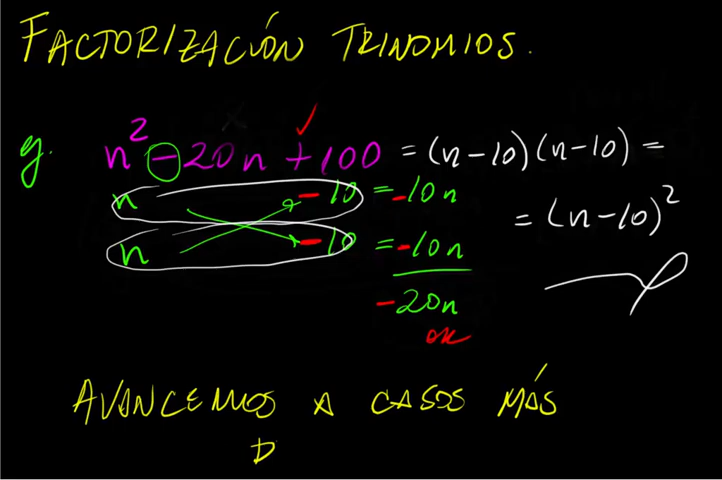 FACTORIZACIÓN TRINOMIOS.
g. n² - 20n + 100 = (n-10)(n-10) =
n -10 = -10n
= (n-10)²
n -10 = -10n
-20n
OK
AVANCEMOS A CASOS MÁS
D